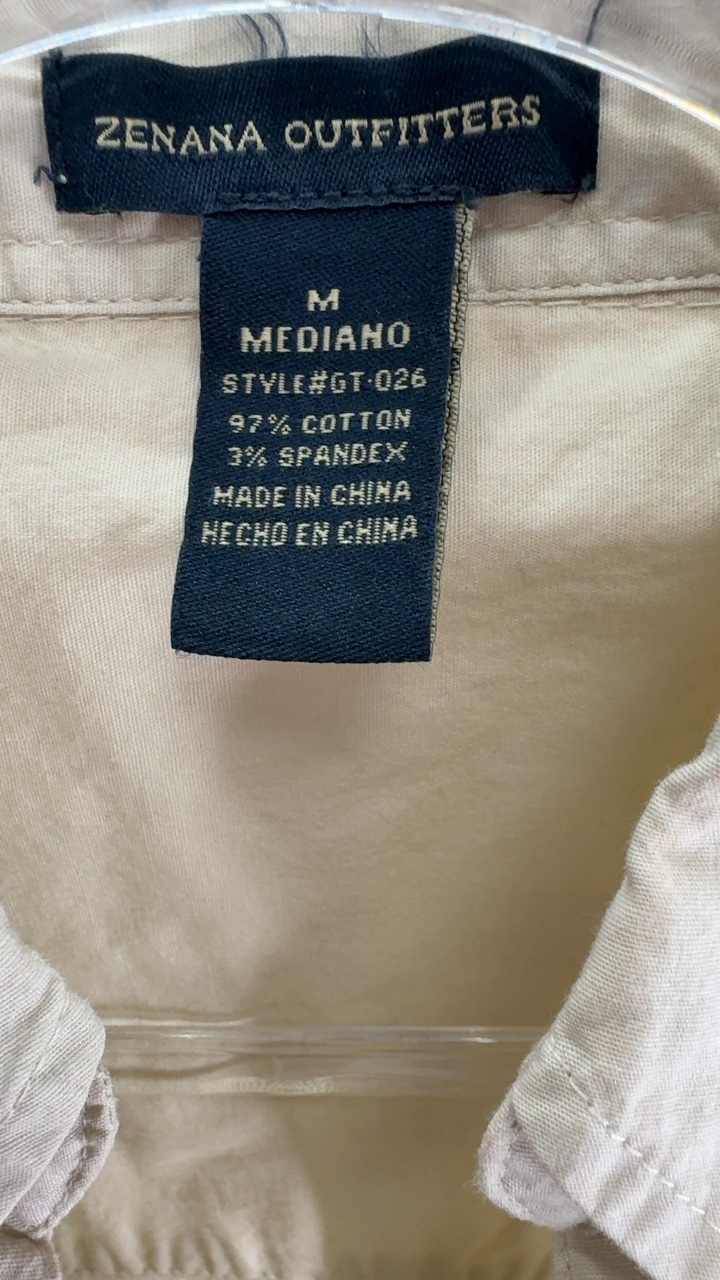 ZENANA OUTFITTERS
M
MEDIANO
STYLE#GT-026
97% COTTON
3% SPANDEX
MADE IN CHINA
HECHO EN CHINA